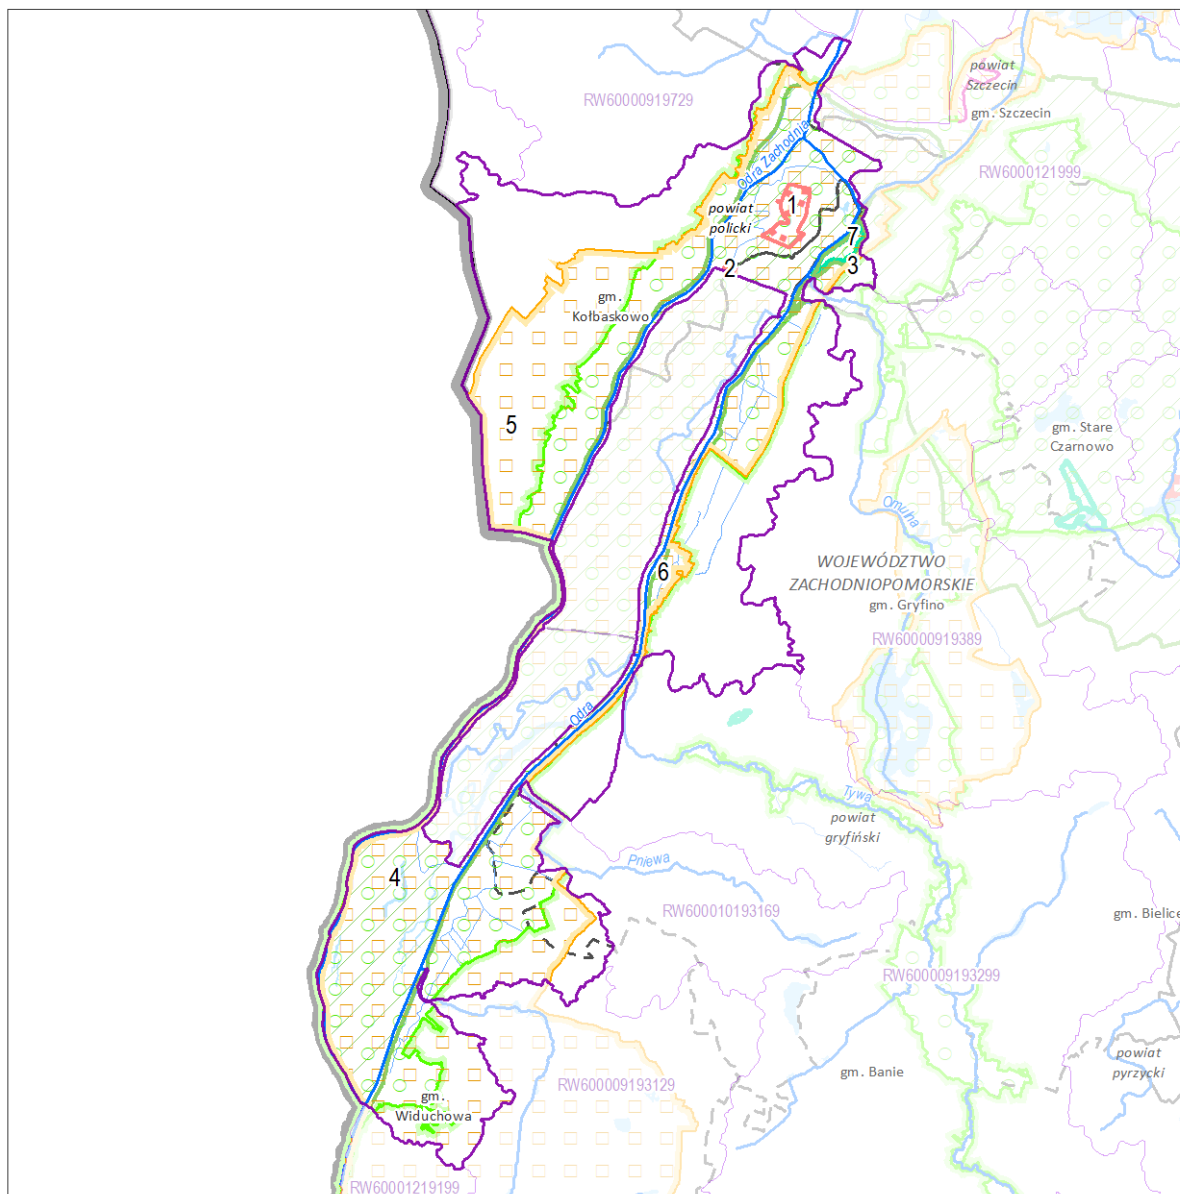 powiat
Szczecin
RW60000919729
gm. Szczecin
Odra Zachodnia
RW6000121999
1
powiat
policki
7
2
3
gm.
Kołbaskowo
5
gm. Stare
Czarnowo
Omulna
6
WOJEWÓDZTWO
ZACHODNIOPOMORSKIE
gm. Gryfino
RW60000919389
Odra
Tywa
powiat
gryfiński
Pniewa
4
RW600010193169
gm. Bielice
RW600009193299
powiat
pyrzycki
gm. Banie
RW600009193129
gm.
Widuchowa
RW60001219199